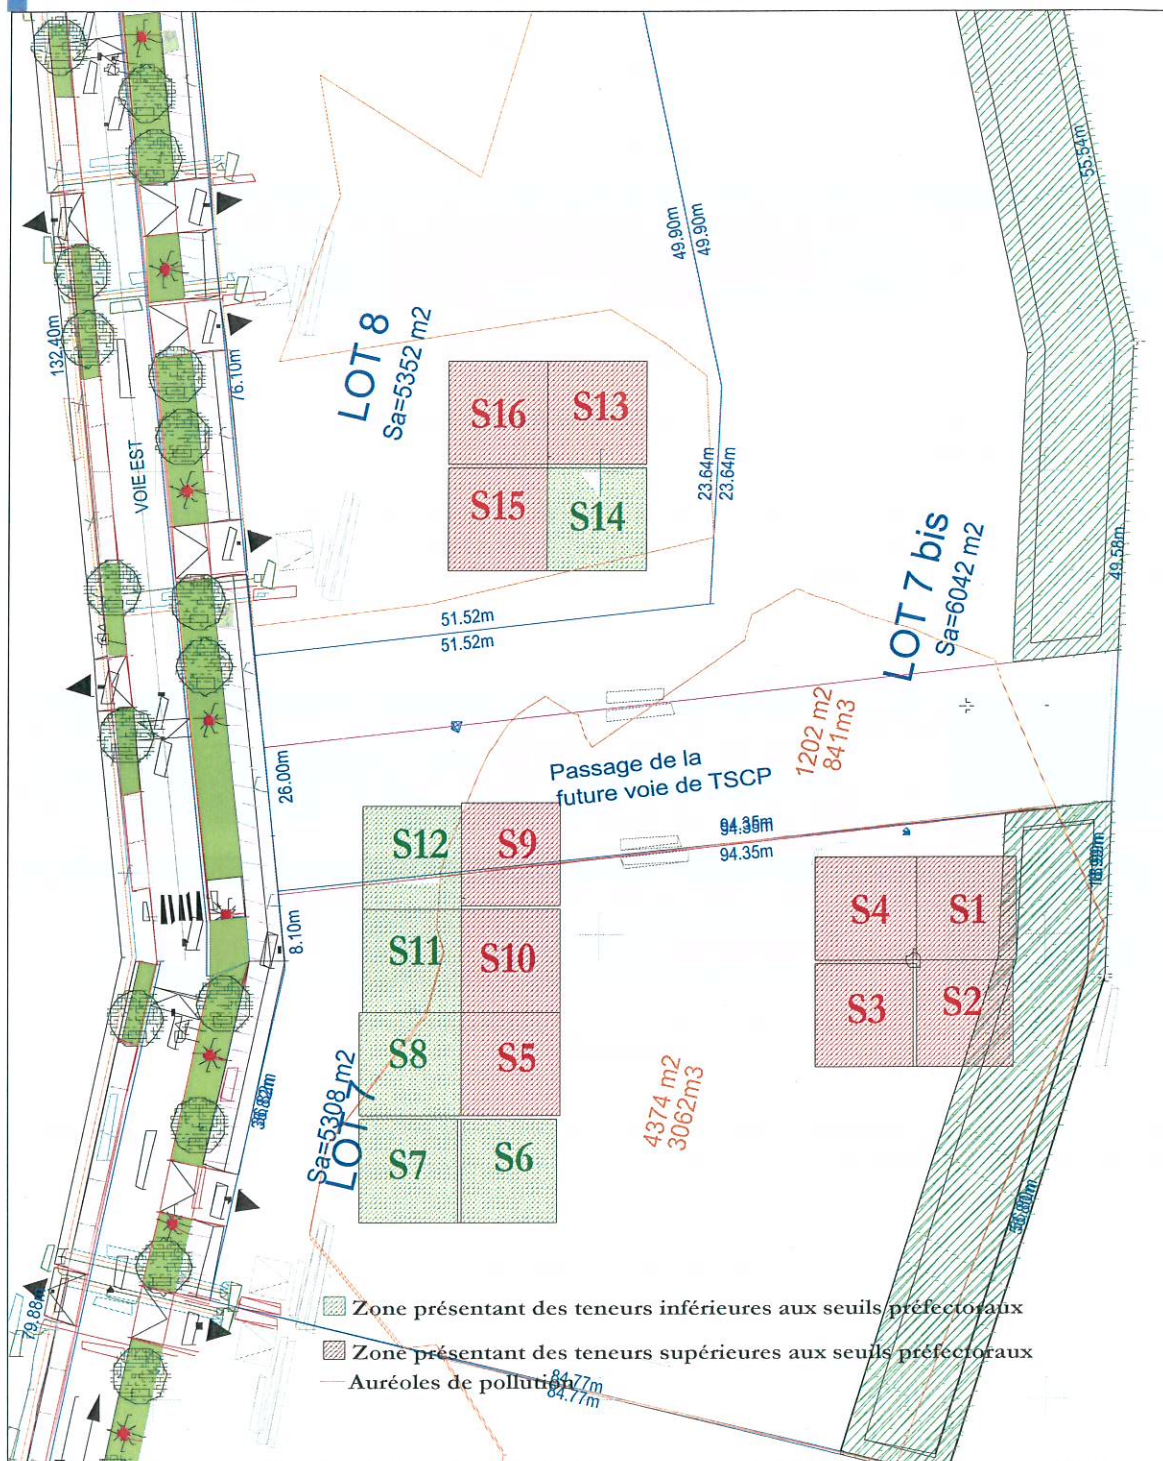 55.54m
49.90m
49.90m
132.40m
76.10m
LOT 8
Sa=5352 m2
S16
S13
VOIE EST
23.64m
23.64m
S15
S14
LOT 7 bis
Sa=6042 m2
49.58m
51.52m
51.52m
1202 m2
841m3
26.00m
Passage de la
future voie de TSCP
S12
S9
94.35m
94.35m
S4
S1
8.10m
S11
S10
S3
S2
S8
S5
LOT 7
Sa=5308 m2
4374 m2
3062m3
S7
S6
79.88m
Zone présentant des teneurs inférieures aux seuils préfectoraux
Zone présentant des teneurs supérieures aux seuils préfectoraux
Auréoles de pollution
84.77m
84.77m